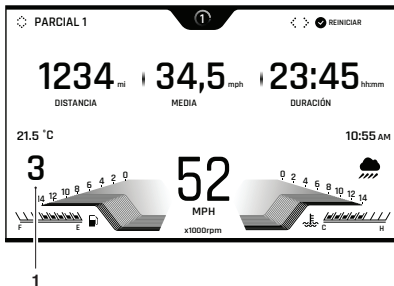 PARCIAL 1
1
REINICIAR
1234 mi 34,5 mph 23:45 hh:mm
DISTANCIA MEDIA DURACIÓN
21.5 °C
10:55 AM
3
14 12 10 8 6 4 2 0
52
MPH
x1000rpm
0 2 4 6 8 10 12 14
F E
C H
1